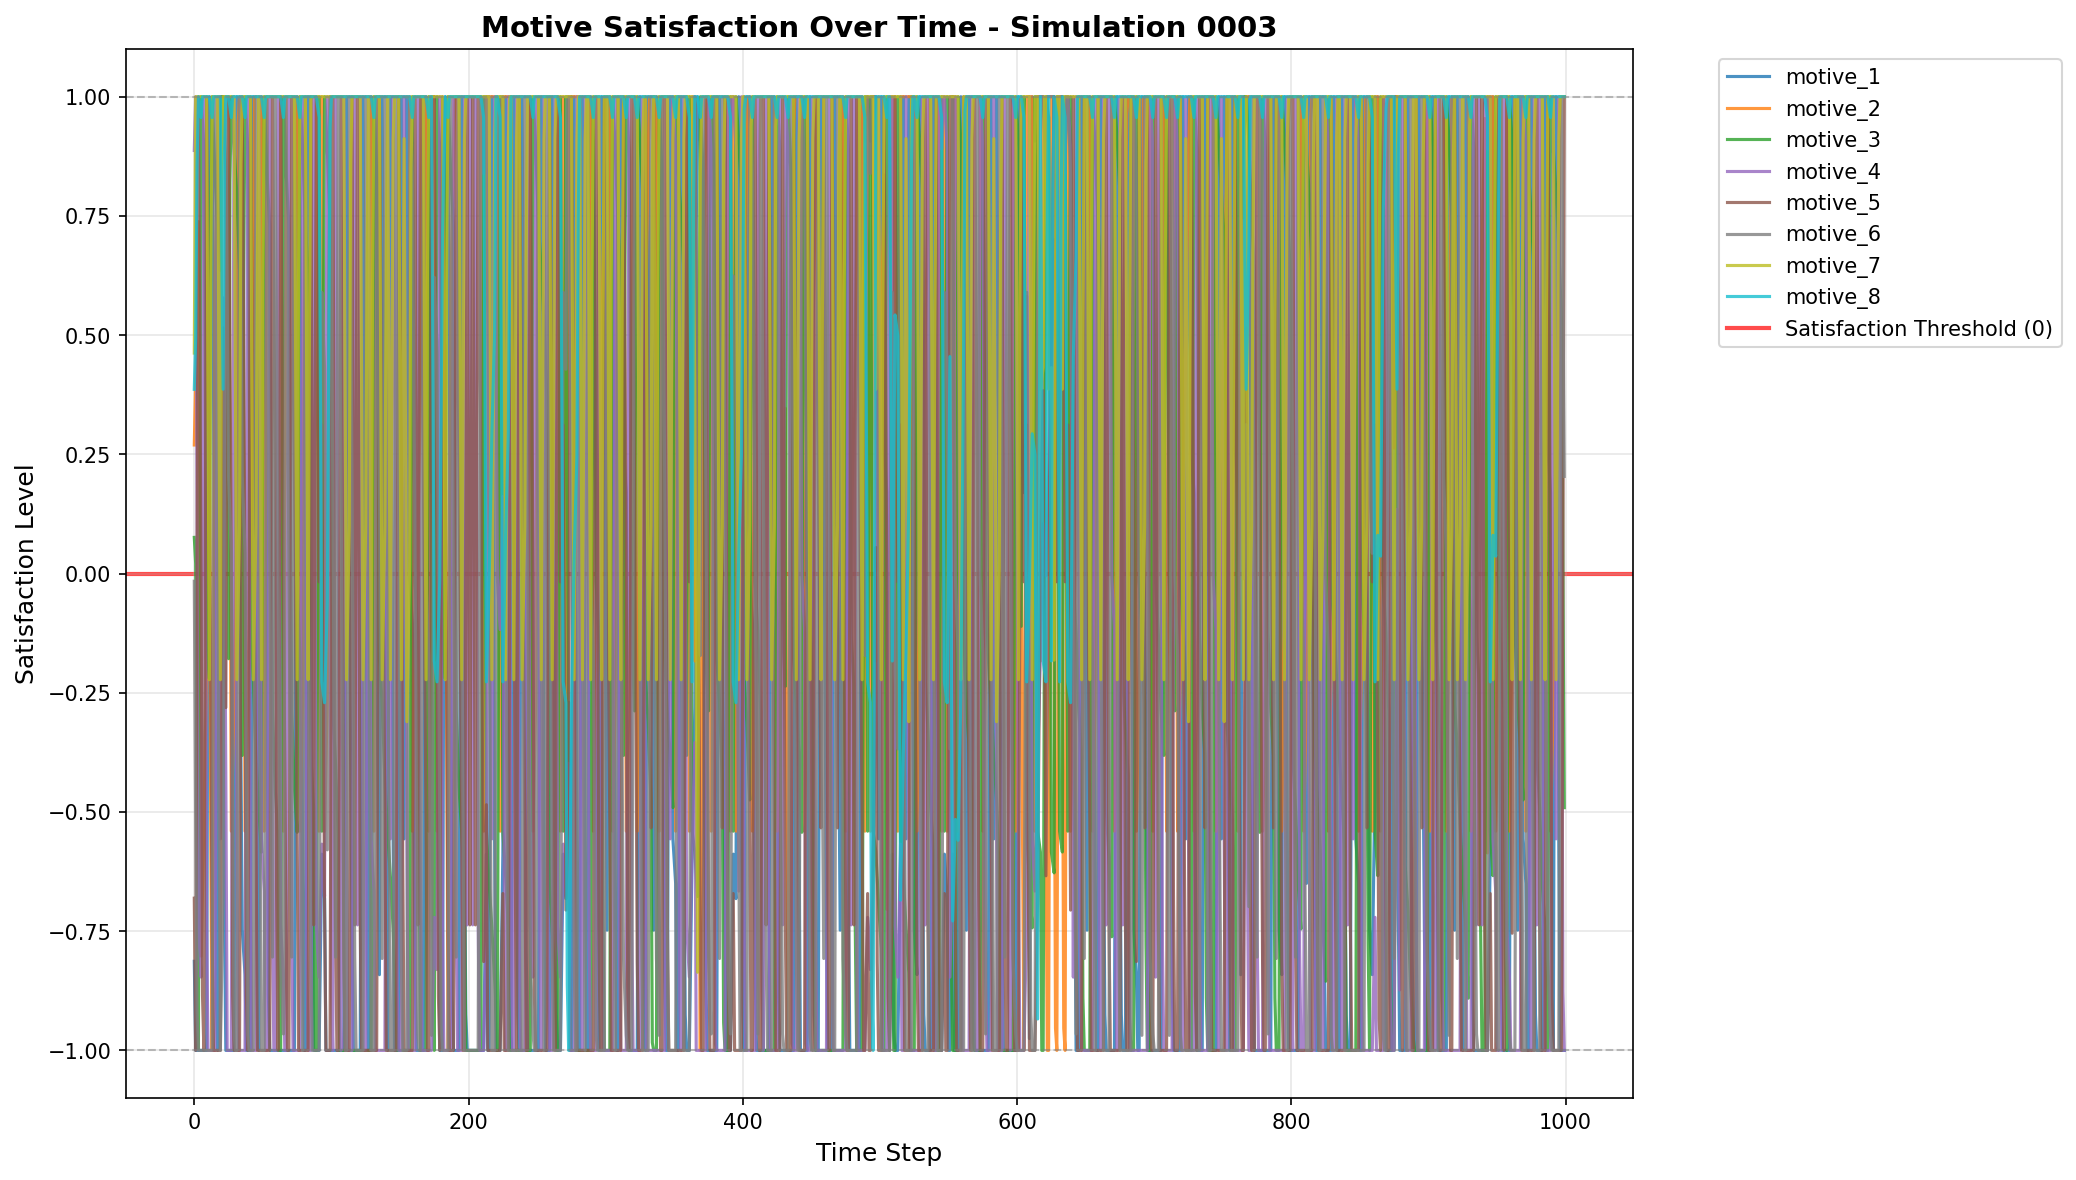 Motive Satisfaction Over Time - Simulation 0003
1.00
0.75
0.50
0.25
0.00
−0.25
−0.50
−0.75
−1.00
Satisfaction Level
0
200
400
600
800
1000
Time Step
motive_1
motive_2
motive_3
motive_4
motive_5
motive_6
motive_7
motive_8
Satisfaction Threshold (0)